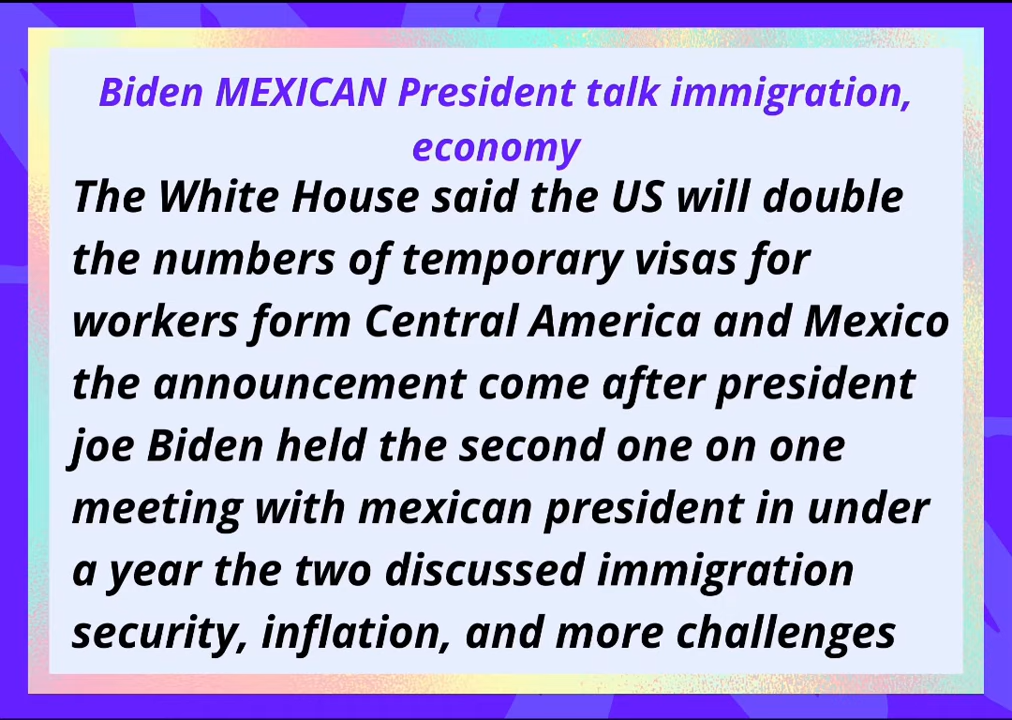 Biden MEXICAN President talk immigration,
economy
The White House said the US will double
the numbers of temporary visas for
workers form Central America and Mexico
the announcement come after president
joe Biden held the second one on one
meeting with mexican president in under
a year the two discussed immigration
security, inflation, and more challenges